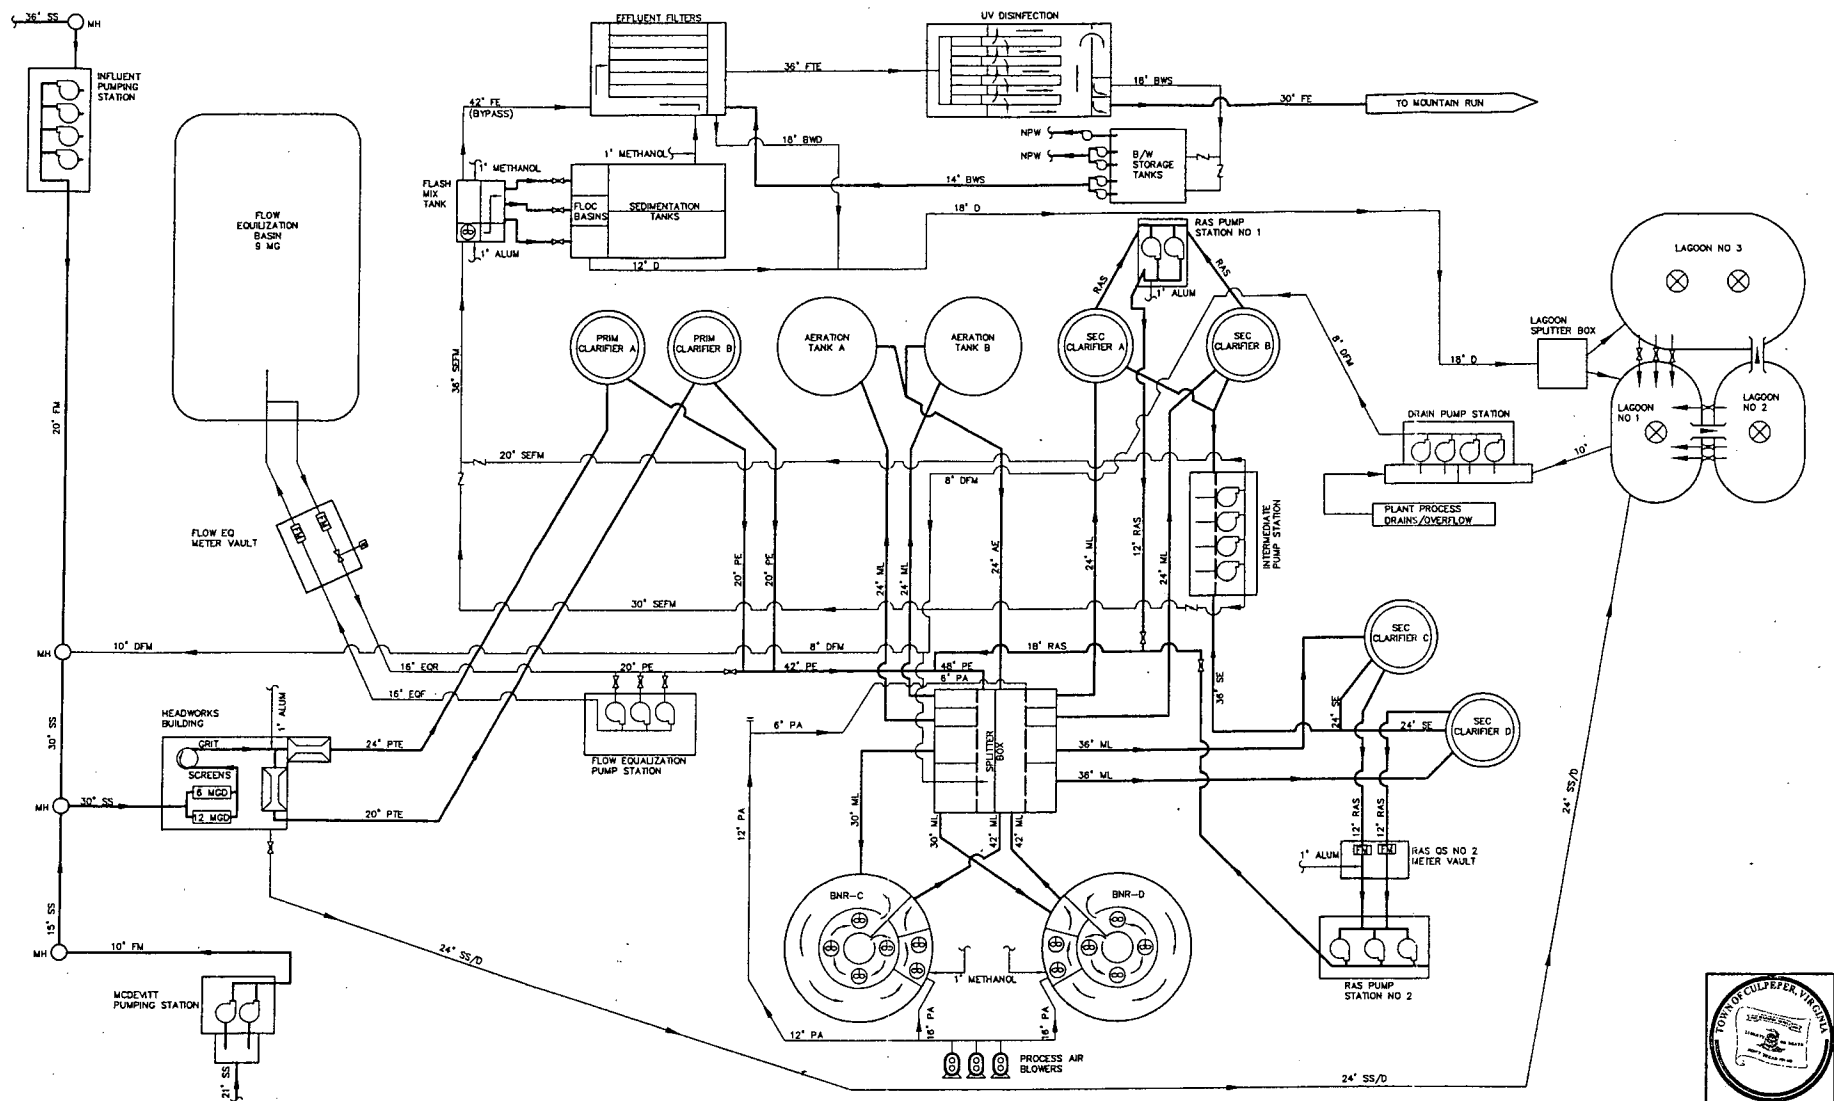 36" SS
MH
INFLUENT
PUMPING
STATION
EFFLUENT FILTERS
UV DISINFECTION
36" FTE
18" BWS
30" FE
TO MOUNTAIN RUN
42" FE
(BYPASS)
18" BWD
1" METHANOL
1" METHANOL
NPW
NPW
B/W
STORAGE
TANKS
14" BWS
FLASH
MIX
TANK
FLOC
BASINS
SEDIMENTATION
TANKS
1" ALUM
12" D
18" D
FLOW
EQUILIZATION
BASIN
9 MG
RAS PUMP
STATION NO 1
RAS
RAS
1" ALUM
LAGOON NO 3
LAGOON
SPLITTER BOX
18" D
LAGOON
NO 1
LAGOON
NO 2
PRIM
CLARIFIER A
PRIM
CLARIFIER B
AERATION
TANK A
AERATION
TANK B
SEC
CLARIFIER A
SEC
CLARIFIER B
36" SEFM
8" DFM
20" FM
DRAIN PUMP STATION
10"
PLANT PROCESS
DRAINS/OVERFLOW
20" SEFM
8" DFM
FLOW EQ
METER VAULT
FM
FM
M
INTERMEDIATE
PUMP STATION
20" PE
20" PE
24" ML
24" ML
24" AE
24" ML
12" RAS
24" ML
30" SEFM
MH
10" DFM
8" DFM
18" RAS
16" EQR
20" PE
42" PE
48" PE
6" PA
16" EQF
36" SE
SEC
CLARIFIER C
24" SE
24" SE
SEC
CLARIFIER D
HEADWORKS
BUILDING
1" ALUM
GRIT
SCREENS
6 MGD
12 MGD
24" PTE
20" PTE
30" SS
FLOW EQUALIZATION
PUMP STATION
6" PA
SPLITTER
BOX
36" ML
36" ML
MH
30" SS
30" ML
30" ML
42" ML
42" ML
12" PA
12" RAS
12" RAS
1" ALUM
FM
FM
RAS QS NO 2
METER VAULT
24" SS/D
BNR-C
BNR-D
15" SS
MH
10" FM
24" SS/D
1" METHANOL
MCDEVITT
PUMPING STATION
21" SS
RAS PUMP
STATION NO 2
12" PA
16" PA
16" PA
PROCESS AIR
BLOWERS
24" SS/D
TOWN OF CULPEPER, VIRGINIA